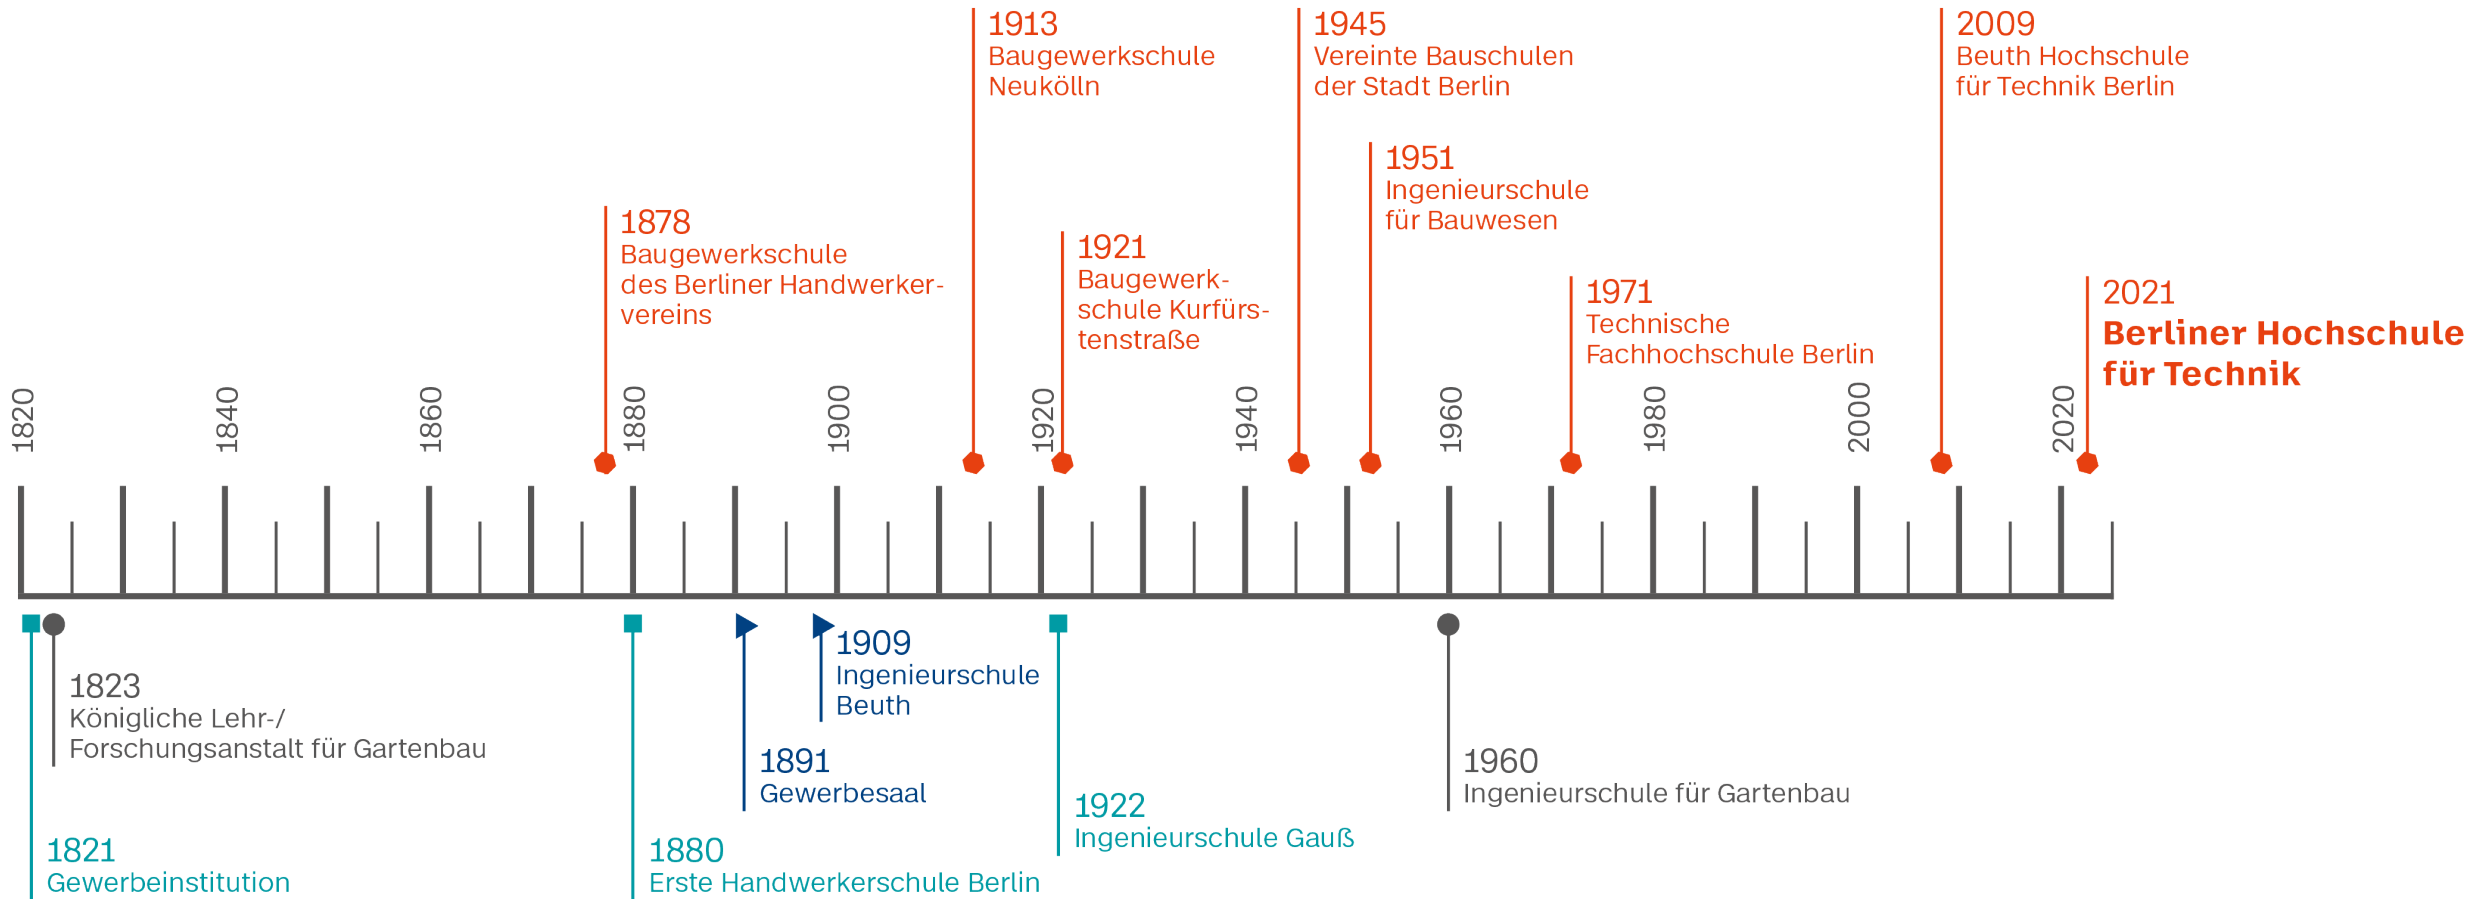 1913
Baugewerkschule
Neukölln
1945
Vereinte Bauschulen
der Stadt Berlin
2009
Beuth Hochschule
für Technik Berlin
1951
Ingenieurschule
für Bauwesen
1878
Baugewerkschule
des Berliner Handwerker-
vereins
1921
Baugewerk-
schule Kurfürs-
tenstraße
1971
Technische
Fachhochschule Berlin
2021
Berliner Hochschule
für Technik
1820
1840
1860
1880
1900
1920
1940
1960
1980
2000
2020
1823
Königliche Lehr-/
Forschungsanstalt für Gartenbau
1821
Gewerbeinstitution
1880
Erste Handwerkerschule Berlin
1891
Gewerbesaal
1909
Ingenieurschule
Beuth
1922
Ingenieurschule Gauß
1960
Ingenieurschule für Gartenbau